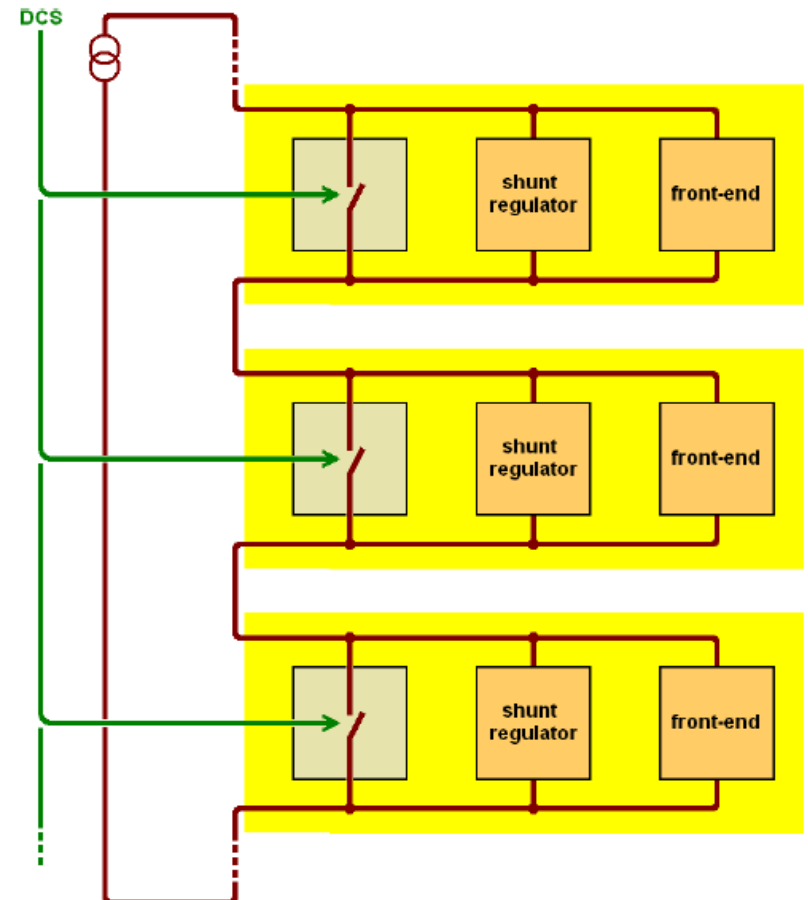 DCS
shunt
regulator
front-end
shunt
regulator
front-end
shunt
regulator
front-end